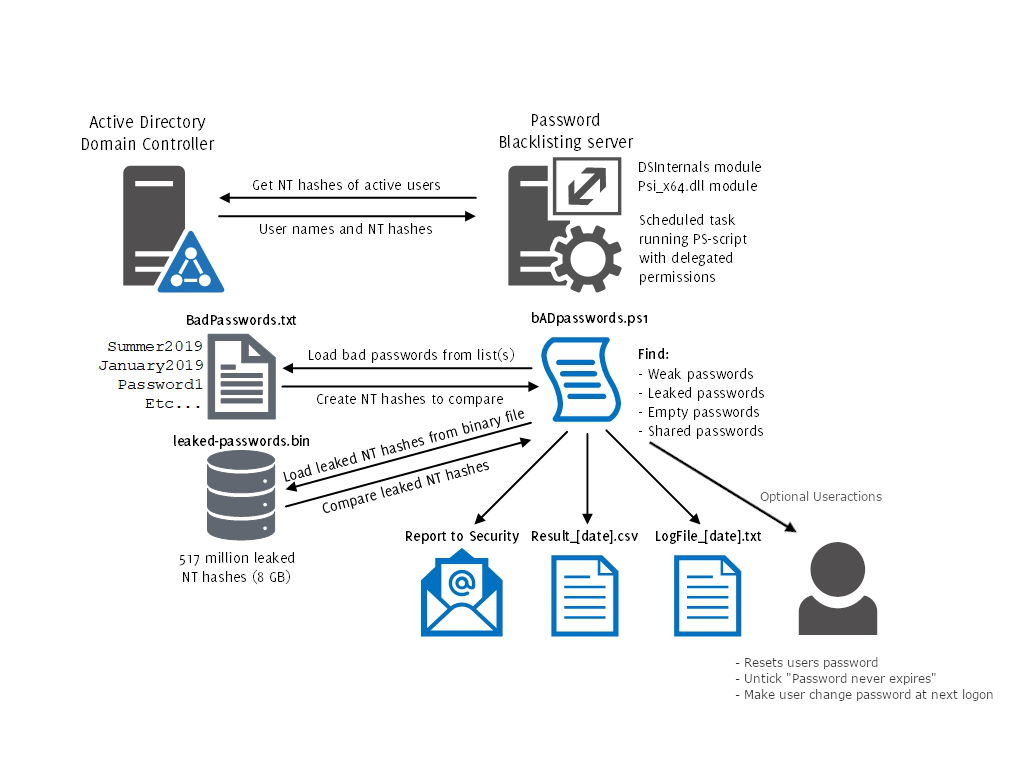 Active Directory
Domain Controller
Password
Blacklisting server
DSInternals module
Psi_x64.dll module
Get NT hashes of active users
User names and NT hashes
Scheduled task
running PS-script
with delegated
permissions
BadPasswords.txt
Summer2019
January2019
Password1
Etc...
bADpasswords.ps1
Load bad passwords from list(s)
Create NT hashes to compare
Find:
- Weak passwords
- Leaked passwords
- Empty passwords
- Shared passwords
leaked-passwords.bin
Load leaked NT hashes from binary file
Compare leaked NT hashes
517 million leaked
NT hashes (8 GB)
Optional Useractions
Report to Security
@
Result_[date].csv
LogFile_[date].txt
- Resets users password
- Untick "Password never expires"
- Make user change password at next logon